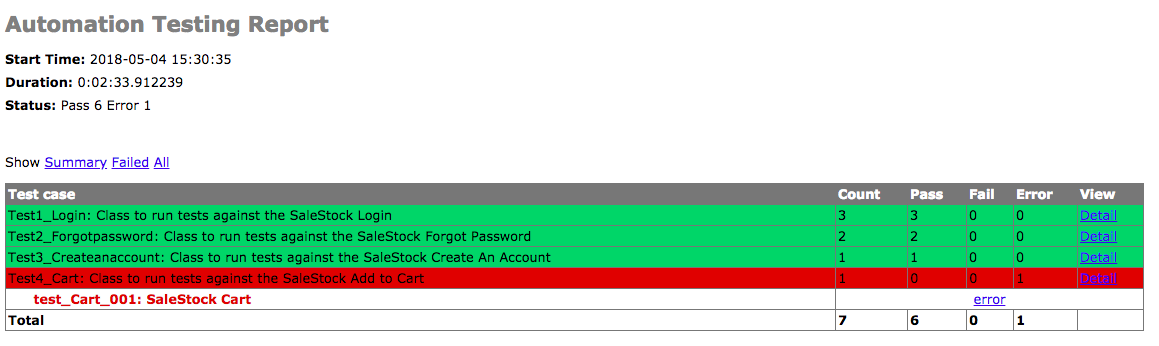 Automation Testing Report
Start Time: 2018-05-04 15:30:35
Duration: 0:02:33.912239
Status: Pass 6 Error 1
Show Summary Failed All
Test case Count Pass Fail Error View
Test1_Login: Class to run tests against the SaleStock Login 3 3 0 0 Detail
Test2_Forgotpassword: Class to run tests against the SaleStock Forgot Password 2 2 0 0 Detail
Test3_Createanaccount: Class to run tests against the SaleStock Create An Account 1 1 0 0 Detail
Test4_Cart: Class to run tests against the SaleStock Add to Cart 1 0 0 1 Detail
test_Cart_001: SaleStock Cart error
Total 7 6 0 1